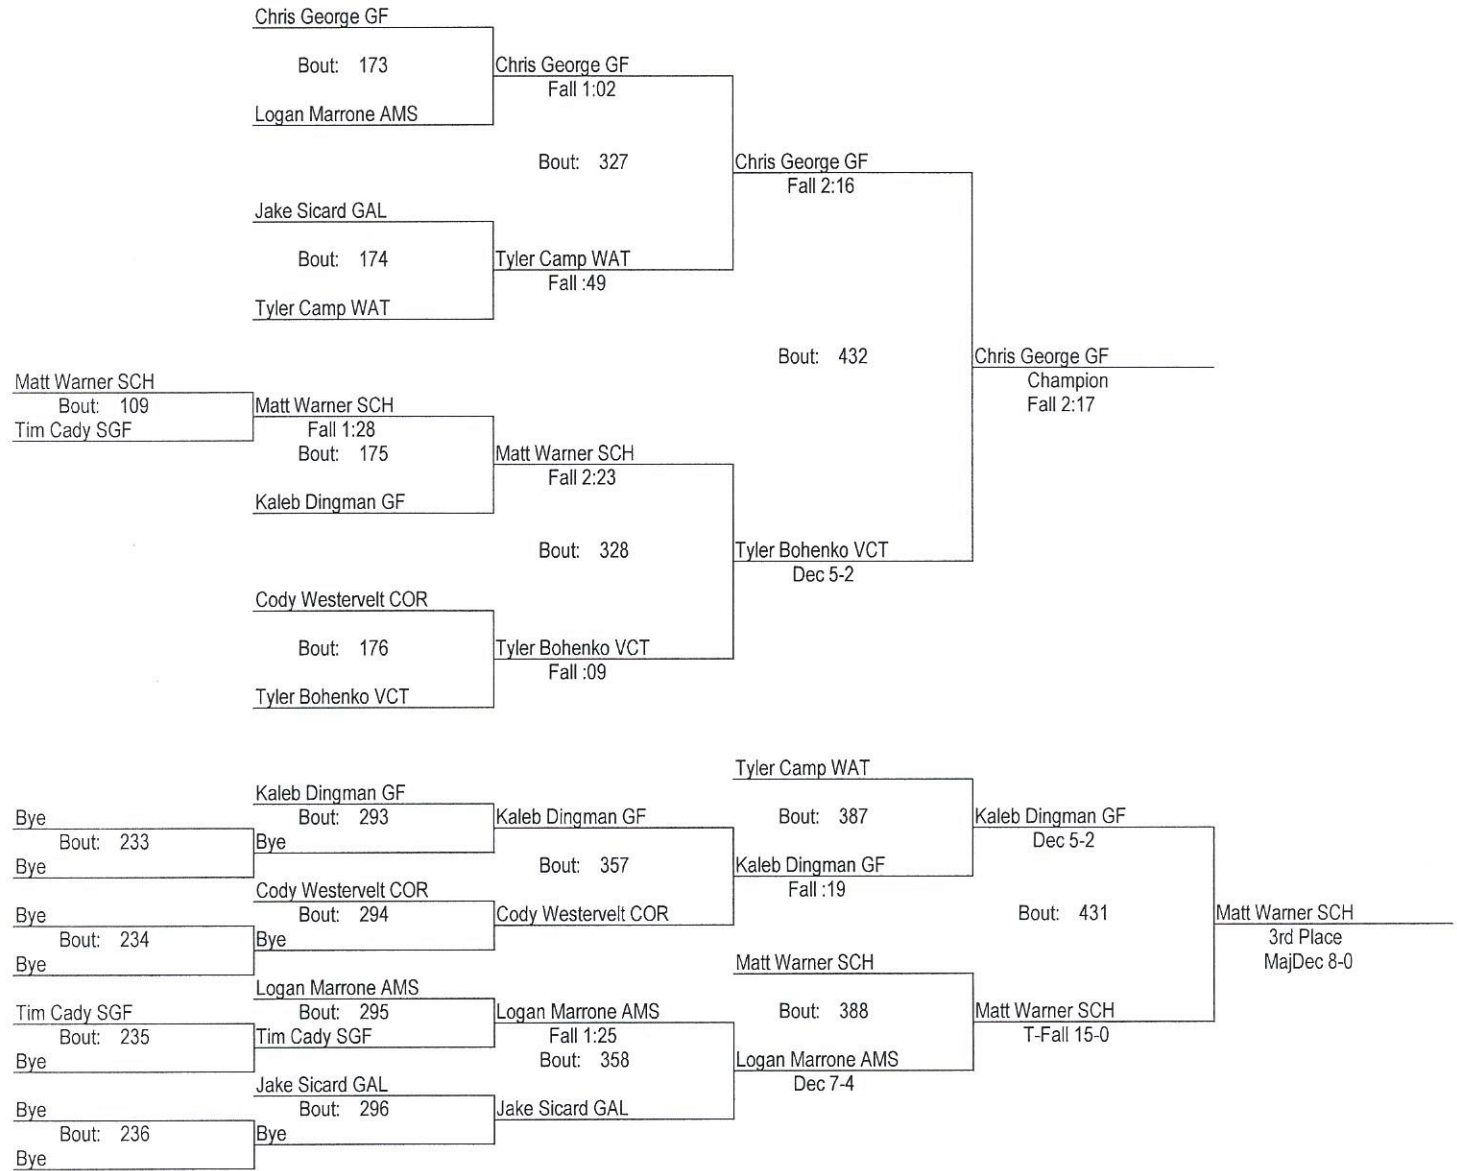 Chris George GF
Bout: 173
Chris George GF
Fall 1:02
Logan Marrone AMS
Bout: 327
Chris George GF
Fall 2:16
Jake Sicard GAL
Bout: 174
Tyler Camp WAT
Fall :49
Tyler Camp WAT
Bout: 432
Chris George GF
Champion
Fall 2:17
Matt Warner SCH
Bout: 109
Tim Cady SGF
Matt Warner SCH
Fall 1:28
Bout: 175
Matt Warner SCH
Fall 2:23
Kaleb Dingman GF
Bout: 328
Tyler Bohenko VCT
Dec 5-2
Cody Westervelt COR
Bout: 176
Tyler Bohenko VCT
Fall :09
Tyler Bohenko VCT
Tyler Camp WAT
Kaleb Dingman GF
Bye
Bout: 293
Kaleb Dingman GF
Bout: 387
Kaleb Dingman GF
Dec 5-2
Bout: 233
Bye
Bye
Bout: 357
Kaleb Dingman GF
Fall :19
Cody Westervelt COR
Bye
Bout: 294
Cody Westervelt COR
Bout: 431
Matt Warner SCH
3rd Place
MajDec 8-0
Bout: 234
Bye
Bye
Matt Warner SCH
Logan Marrone AMS
Tim Cady SGF
Bout: 295
Logan Marrone AMS
Fall 1:25
Bout: 388
Matt Warner SCH
T-Fall 15-0
Bout: 235
Tim Cady SGF
Bye
Bout: 358
Logan Marrone AMS
Dec 7-4
Jake Sicard GAL
Bye
Bout: 296
Jake Sicard GAL
Bout: 236
Bye
Bye